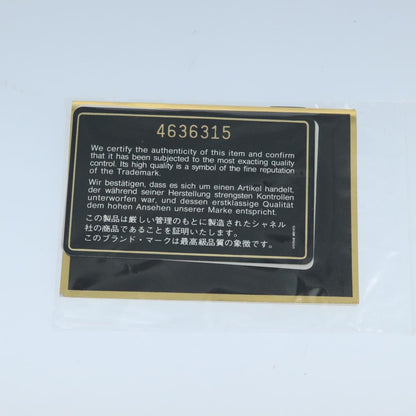 4636315
We certify the authenticity of this item and confirm
that it has been subjected to the most exacting quality
control. Its high quality is a symbol of the fine reputation
of the Trademark.
Wir bestätigen, dass es sich um einen Artikel handelt,
der während seiner Herstellung strengsten Kontrollen
unterworfen war, und dessen erstklassige Qualität
dem hohen Ansehen unserer Marke entspricht.
この製品は厳しい管理のもとに製造されたシャネル
社の商品であることを証明いたします。
このブランド・マークは最高級品質の象徴です。